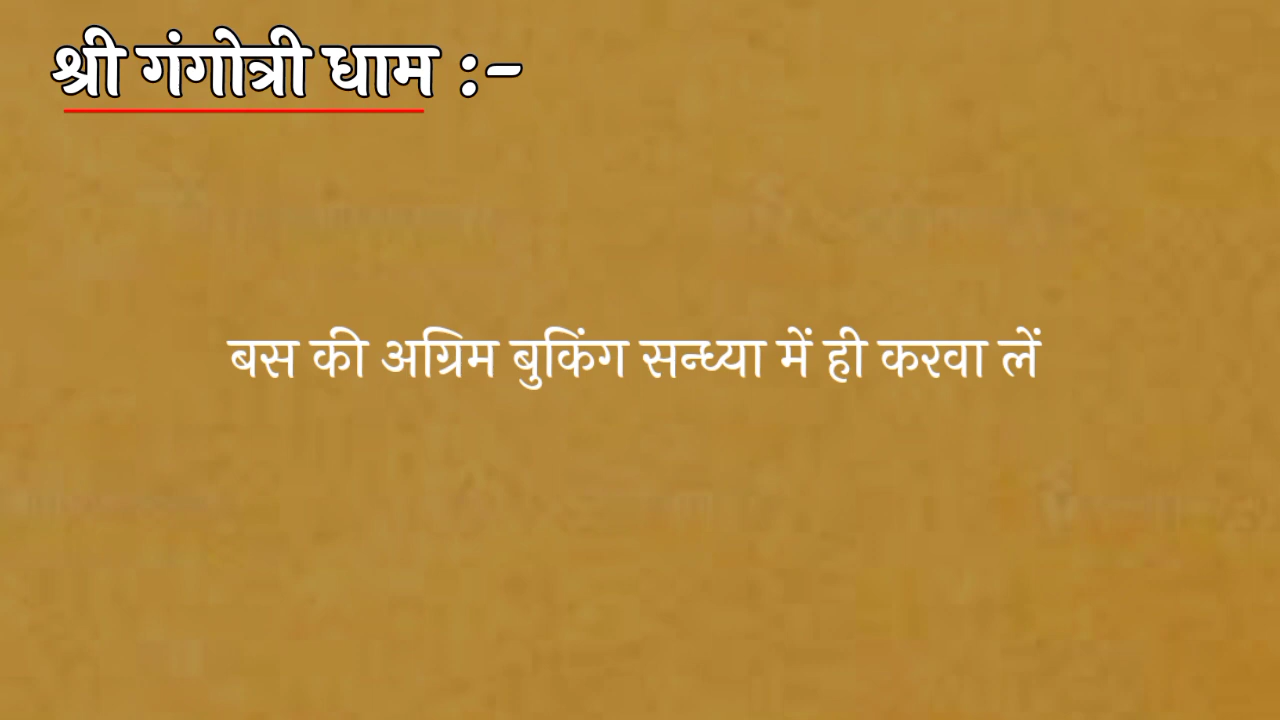 श्री गंगोत्री धाम :-
बस की अग्रिम बुकिंग सन्ध्या में ही करवा लें